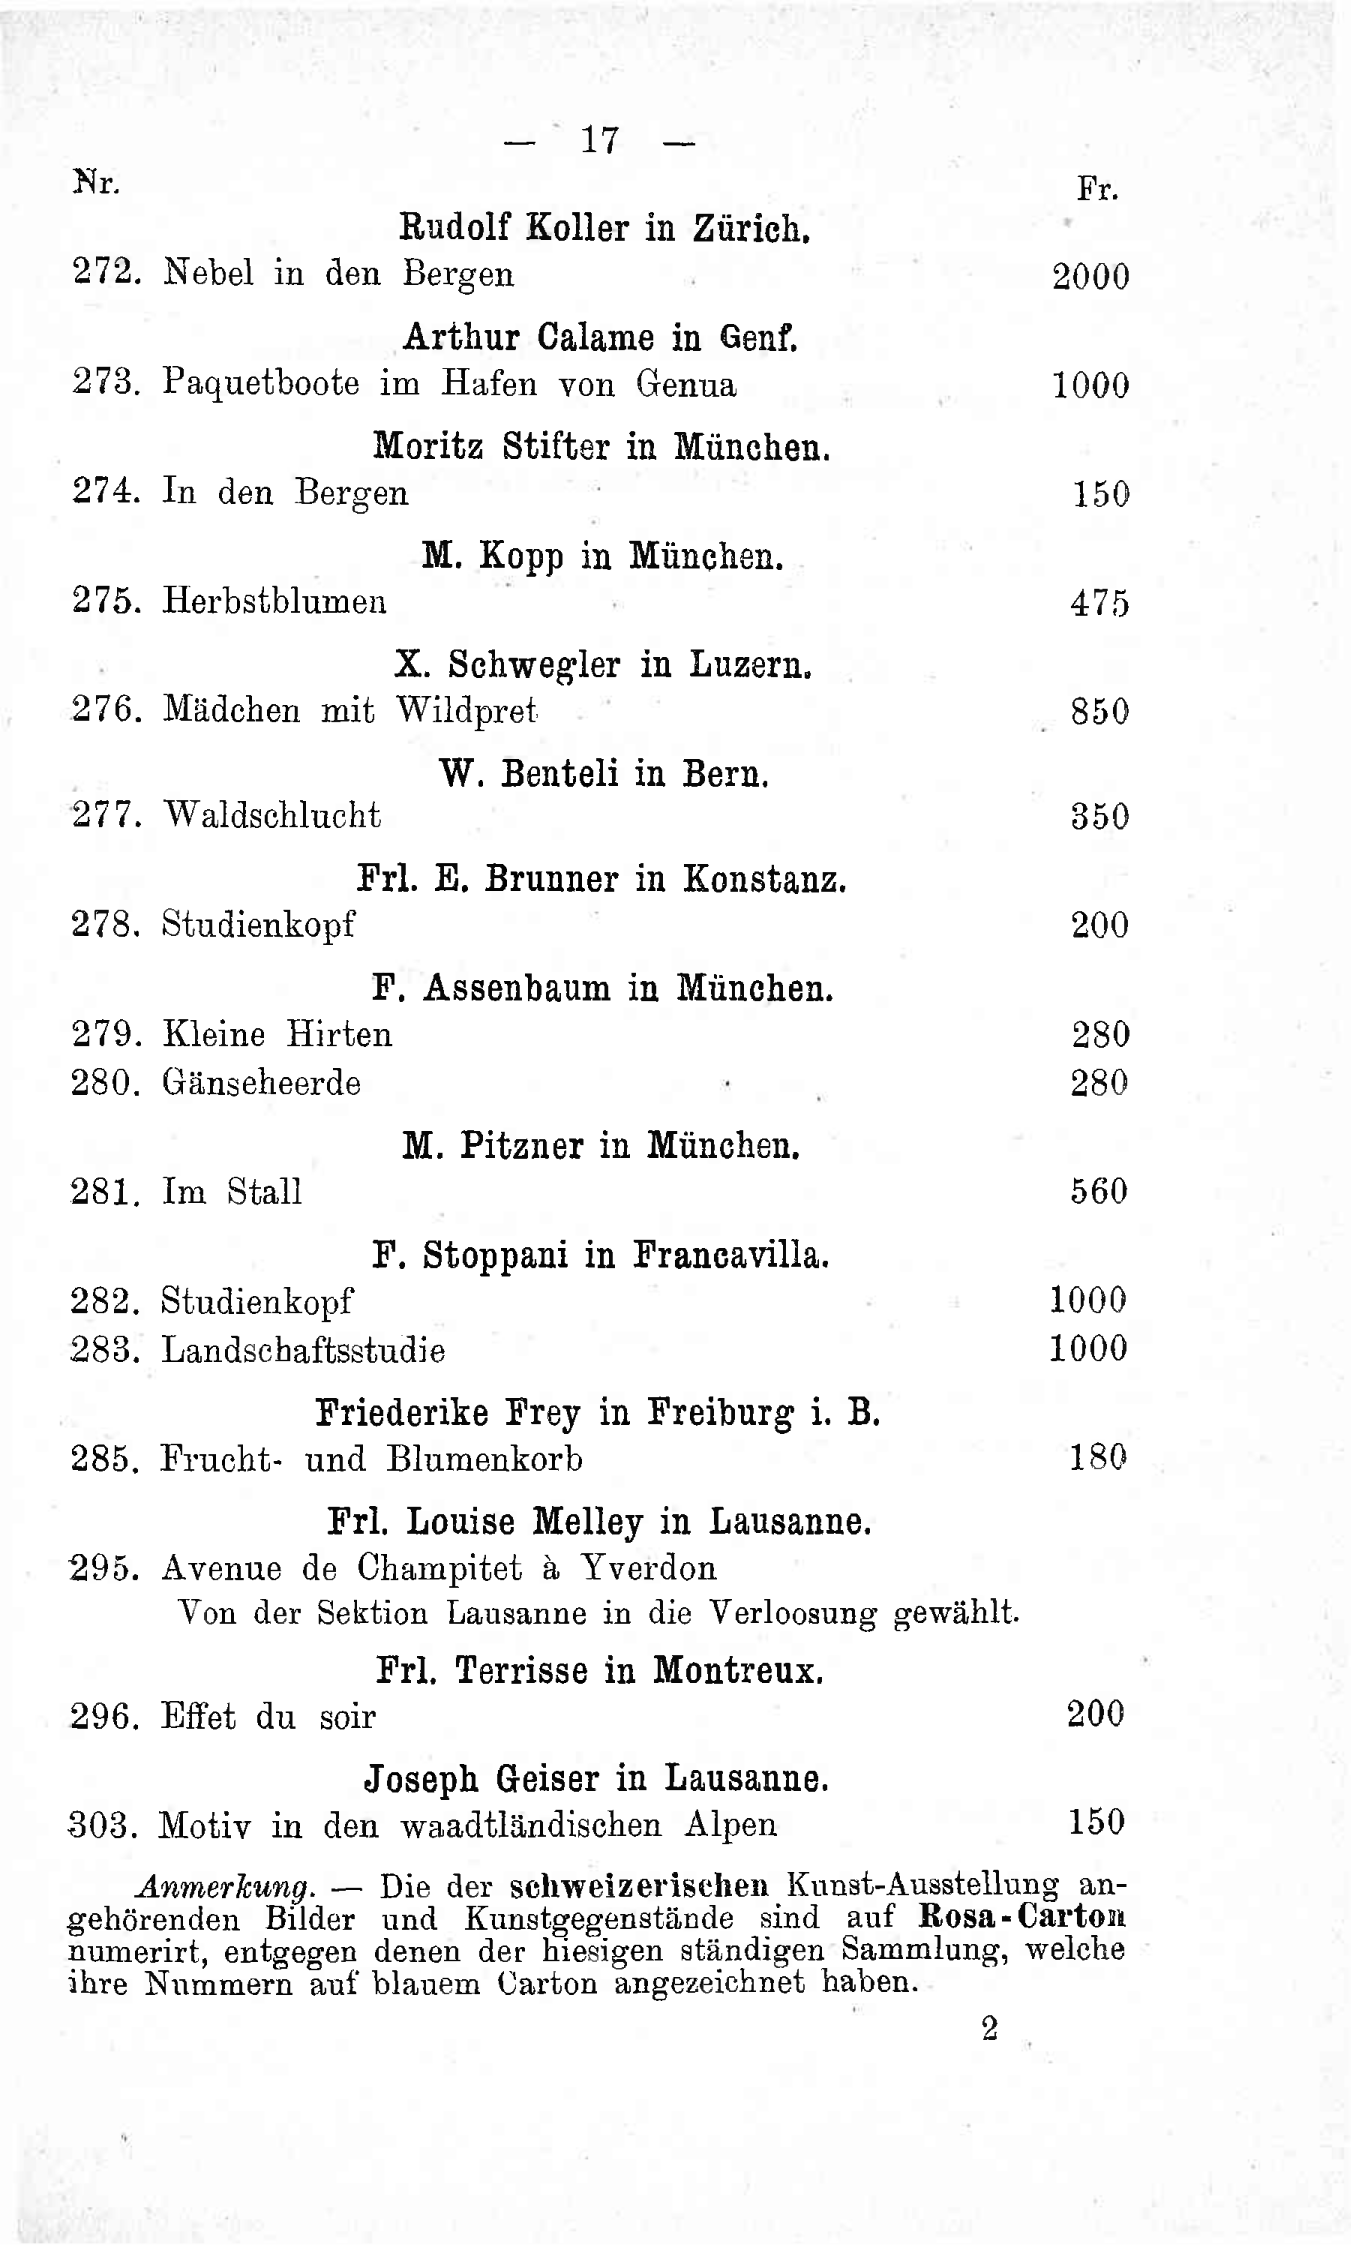 — 17 —
Nr. Fr.
Rudolf Koller in Zürich.
272. Nebel in den Bergen 2000
Arthur Calame in Genf.
273. Paquetboote im Hafen von Genua 1000
Moritz Stifter in München.
274. In den Bergen 150
M. Kopp in München.
275. Herbstblumen 475
X. Schwegler in Luzern.
276. Mädchen mit Wildpret 850
W. Benteli in Bern.
277. Waldschlucht 350
Frl. E. Brunner in Konstanz.
278. Studienkopf 200
F. Assenbaum in München.
279. Kleine Hirten 280
280. Gänseheerde 280
M. Pitzner in München.
281. Im Stall 560
F. Stoppani in Francavilla.
282. Studienkopf 1000
283. Landschaftsstudie 1000
Friederike Frey in Freiburg i. B.
285. Frucht- und Blumenkorb 180
Frl. Louise Melley in Lausanne.
295. Avenue de Champitet à Yverdon
Von der Sektion Lausanne in die Verloosung gewählt.
Frl. Terrisse in Montreux.
296. Effet du soir 200
Joseph Geiser in Lausanne.
303. Motiv in den waadtländischen Alpen 150
Anmerkung. — Die der schweizerischen Kunst-Ausstellung an-
gehörenden Bilder und Kunstgegenstände sind auf Rosa-Carton
numerirt, entgegen denen der hiesigen ständigen Sammlung, welche
ihre Nummern auf blauem Carton angezeichnet haben.
2